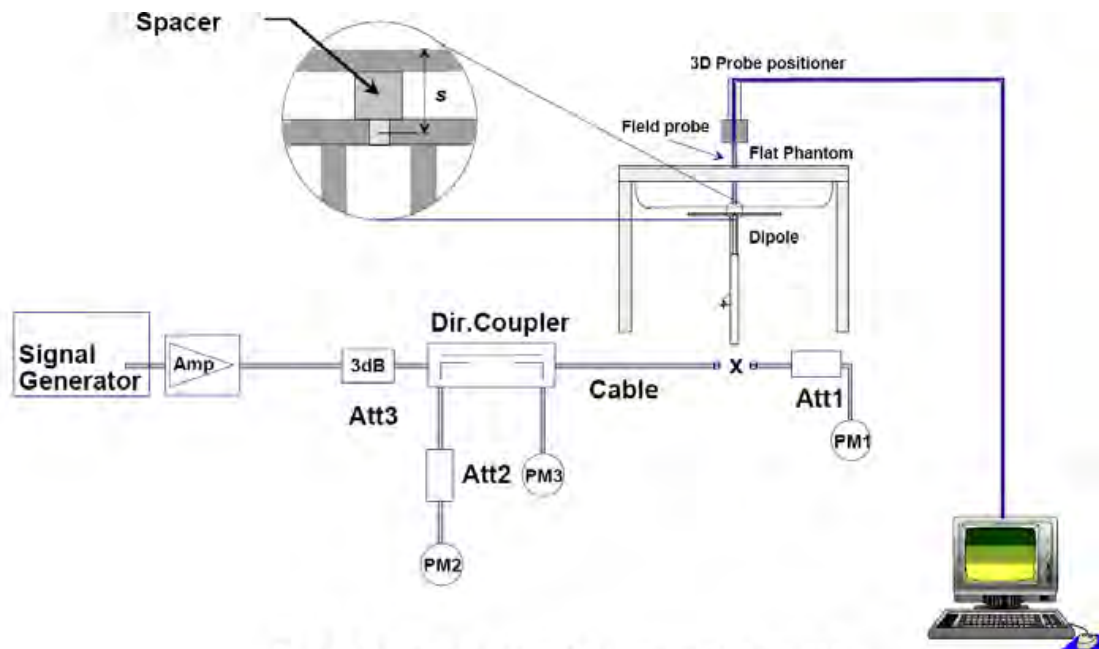 Spacer
s
3D Probe positioner
Field probe
Flat Phantom
Dipole
Signal
Generator
Amp
3dB
Att3
Dir.Coupler
Cable
x
Att1
PM1
Att2
PM3
PM2